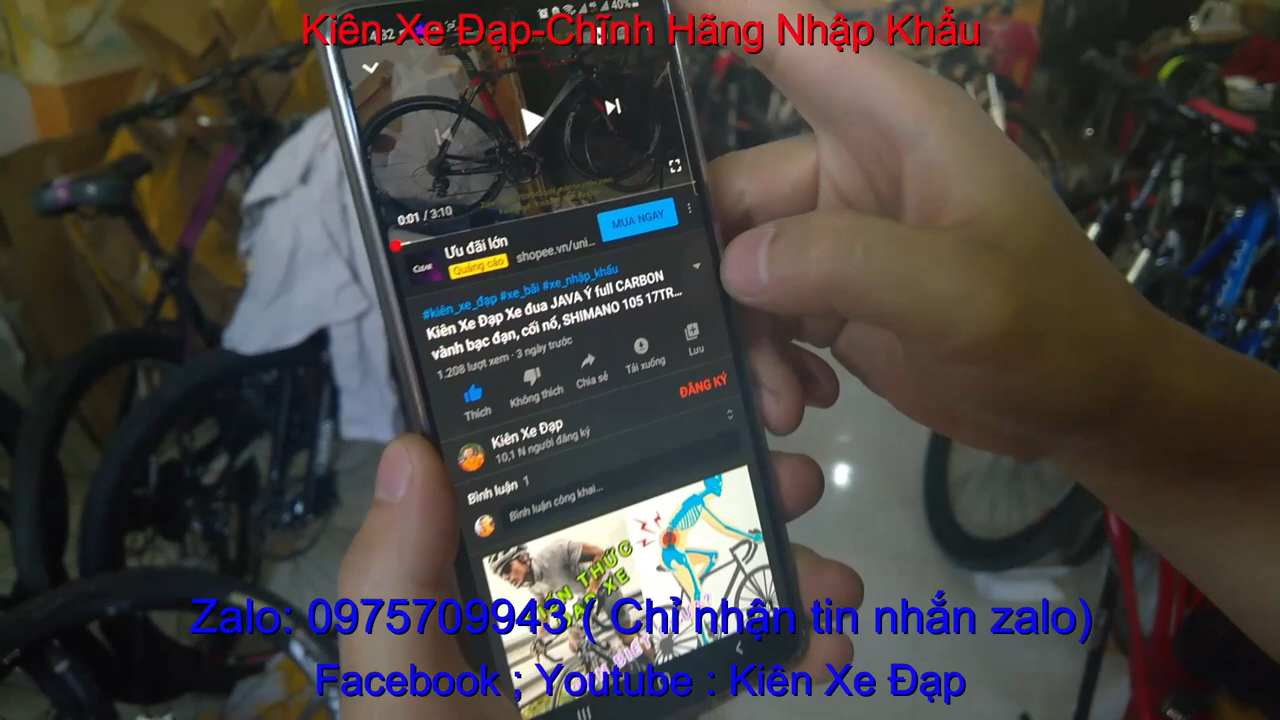 Kiên Xe Đạp-Chĩnh Hãng Nhập Khẩu
40%
0:01 / 3:10
Ưu đãi lớn
MUA NGAY
Quảng cáo shopee.vn/uni...
#kiên_xe_đạp #xe_bãi #xe_nhập_khẩu
Kiên Xe Đạp Xe đua JAVA Ý full CARBON
vành bạc đạn, cối nổ, SHIMANO 105 17TR...
1.208 lượt xem - 3 ngày trước
Thích Không thích Chia sẻ Tải xuống Lưu
Kiên Xe Đạp
ĐĂNG KÝ
10,1 N người đăng ký
Bình luận 1
Bình luận công khai...
THỨC
XE
Zalo: 0975709943 ( Chỉ nhận tin nhắn zalo)
Facebook ; Youtube : Kiên Xe Đạp